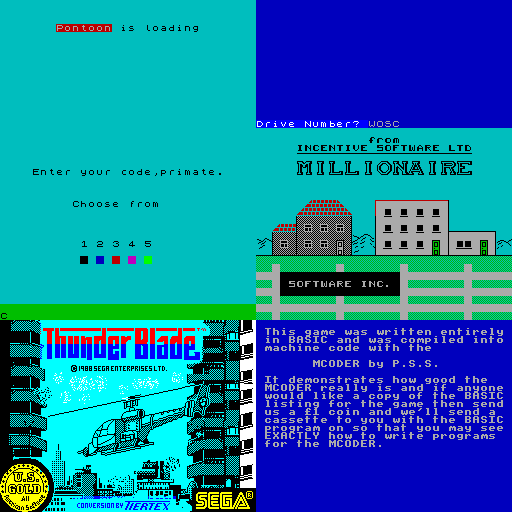 Pontoon is loading
Enter your code,primate.
Choose from
1 2 3 4 5
C
Drive Number? WOSC
from
INCENTIVE SOFTWARE LTD
MILLIONAIRE
SOFTWARE INC.
Thunder Blade™
© 1988 SEGA ENTERPRISES LTD.
U.S.
GOLD
All
American Software
CONVERSION BY TIERTEX
SEGA®
This game was written entirely
in BASIC and was compiled into
machine code with the
MCODER by P.S.S.
It demonstrates how good the
MCODER really is and if anyone
would like a copy of the BASIC
listing for the game then send
us a £1 coin and we'll send a
cassette to you with the BASIC
program on so that you may see
EXACTLY how to write programs
for the MCODER.